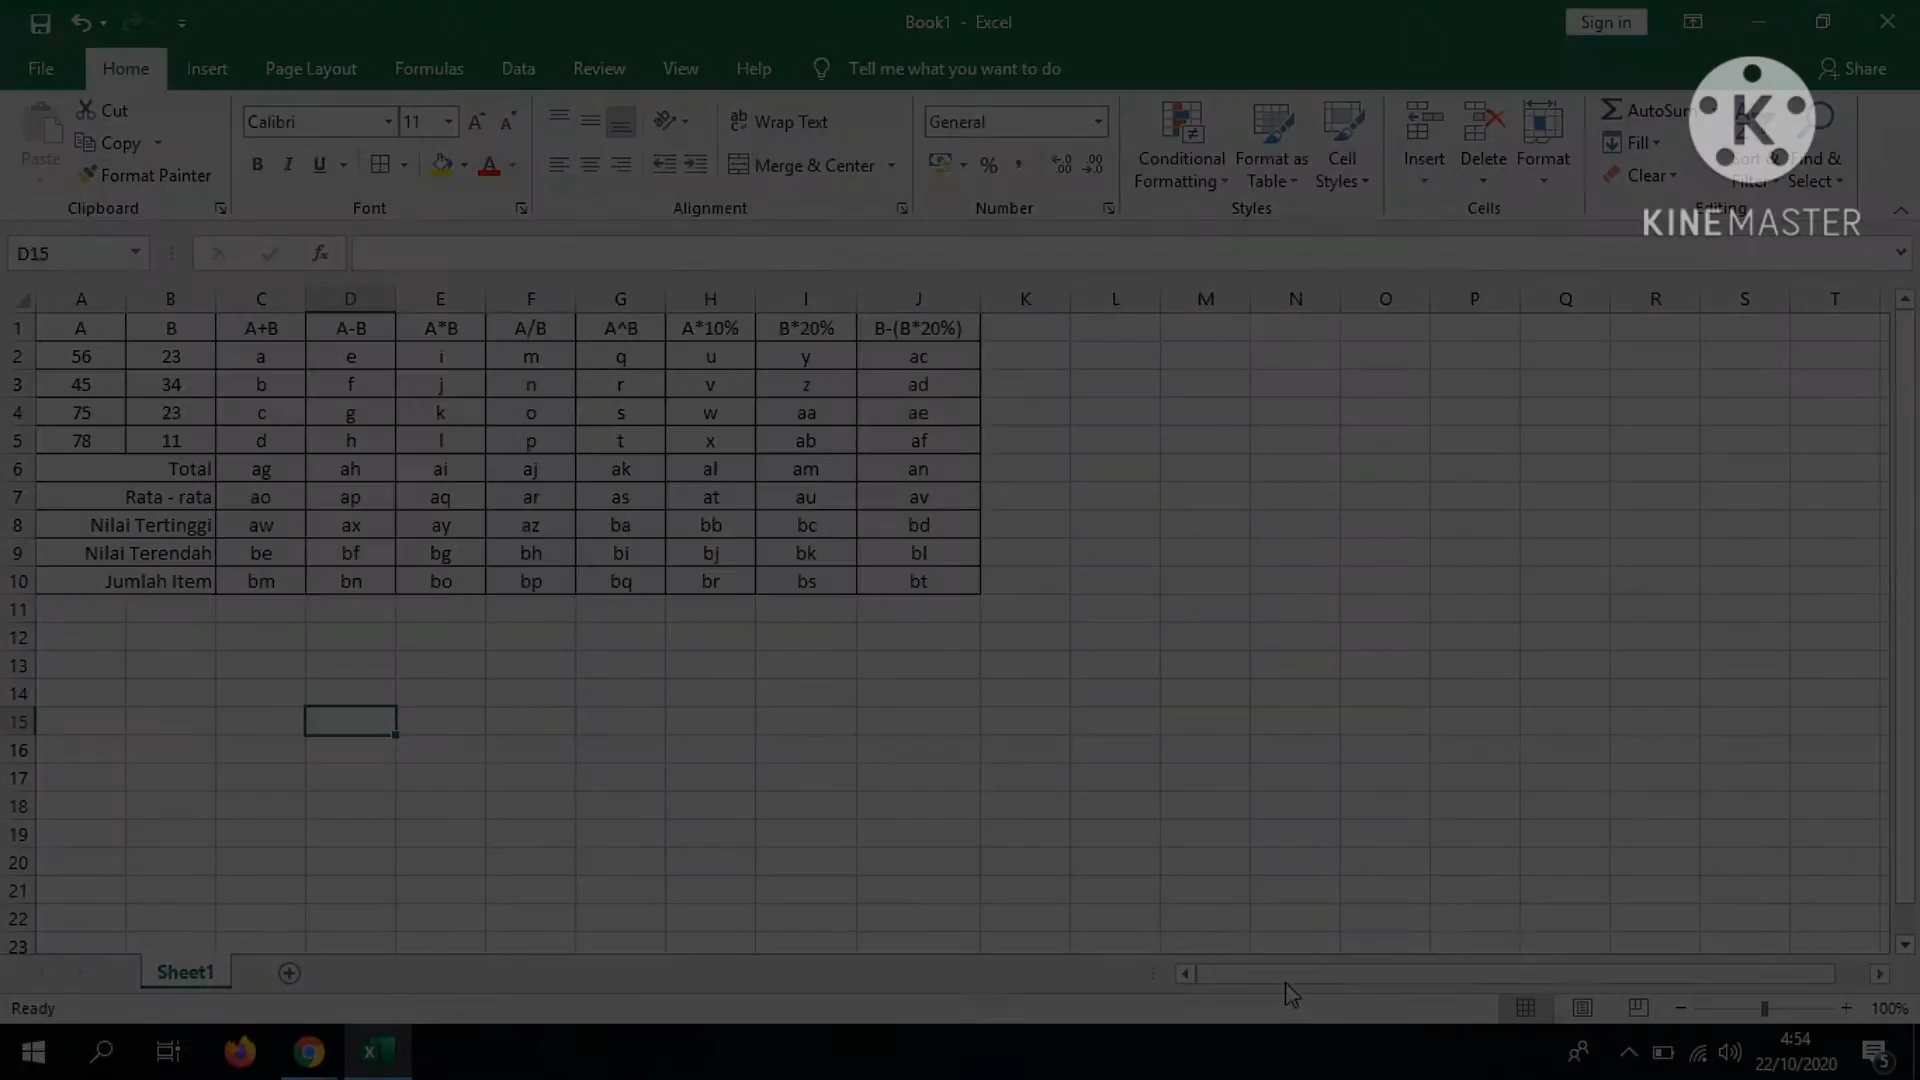 Book1 - Excel
Sign in
File Home Insert Page Layout Formulas Data Review View Help Tell me what you want to do Share
Paste
Cut
Copy
Format Painter
Clipboard
Calibri 11
B I U
Font
Wrap Text
Merge & Center
Alignment
General
Number
Conditional Formatting
Format as Table
Cell Styles
Styles
Insert Delete Format
Cells
AutoSum
Fill
Clear
Sort & Filter
Find & Select
Editing
K
KINEMASTER
D15 fx
A B C D E F G H I J K L M N O P Q R S T
1 A B A+B A-B A*B A/B A^B A*10% B*20% B-(B*20%)
2 56 23 a e i m q u y ac
3 45 34 b f j n r v z ad
4 75 23 c g k o s w aa ae
5 78 11 d h l p t x ab af
6 Total ag ah ai aj ak al am an
7 Rata - rata ao ap aq ar as at au av
8 Nilai Tertinggi aw ax ay az ba bb bc bd
9 Nilai Terendah be bf bg bh bi bj bk bl
10 Jumlah Item bm bn bo bp bq br bs bt
11
12
13
14
15
16
17
18
19
20
21
22
23
Sheet1
Ready 100%
4:54
22/10/2020
5